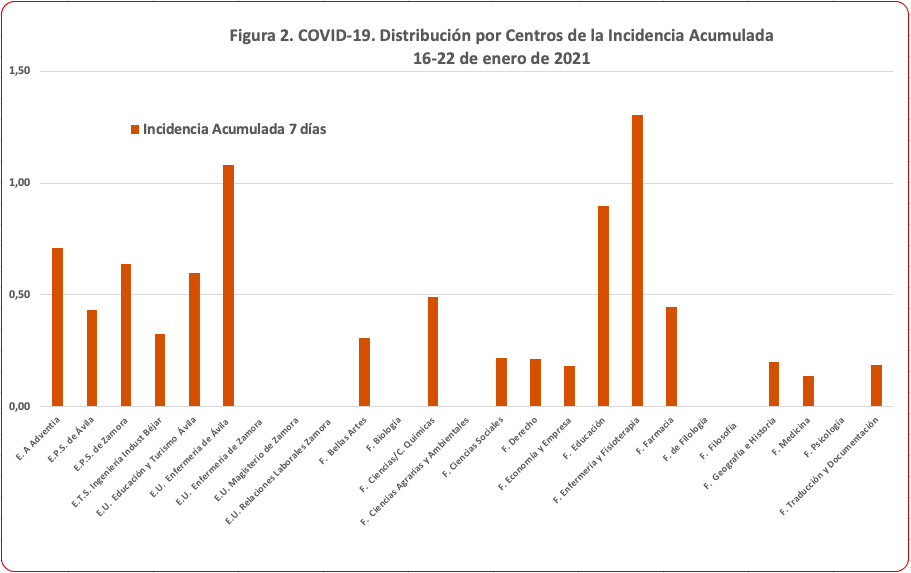 Figura 2. COVID-19. Distribución por Centros de la Incidencia Acumulada
16-22 de enero de 2021
1,50
Incidencia Acumulada 7 días
1,00
0,50
0,00
E. A Adventia
E.P.S. de Ávila
E.P.S. de Zamora
E.T.S. Ingeniería Indust Béjar
E.U. Educación y Turismo Ávila
E.U. Enfermería de Ávila
E.U. Enfermería de Zamora
E.U. Magisterio de Zamora
E.U. Relaciones Laborales Zamora
F. Bellas Artes
F. Biología
F. Ciencias/C. Químicas
F. Ciencias Agrarias y Ambientales
F. Ciencias Sociales
F. Derecho
F. Economía y Empresa
F. Educación
F. Enfermería y Fisioterapia
F. Farmacia
F. de Filología
F. Filosofía
F. Geografía e Historia
F. Medicina
F. Psicología
F. Traducción y Documentación